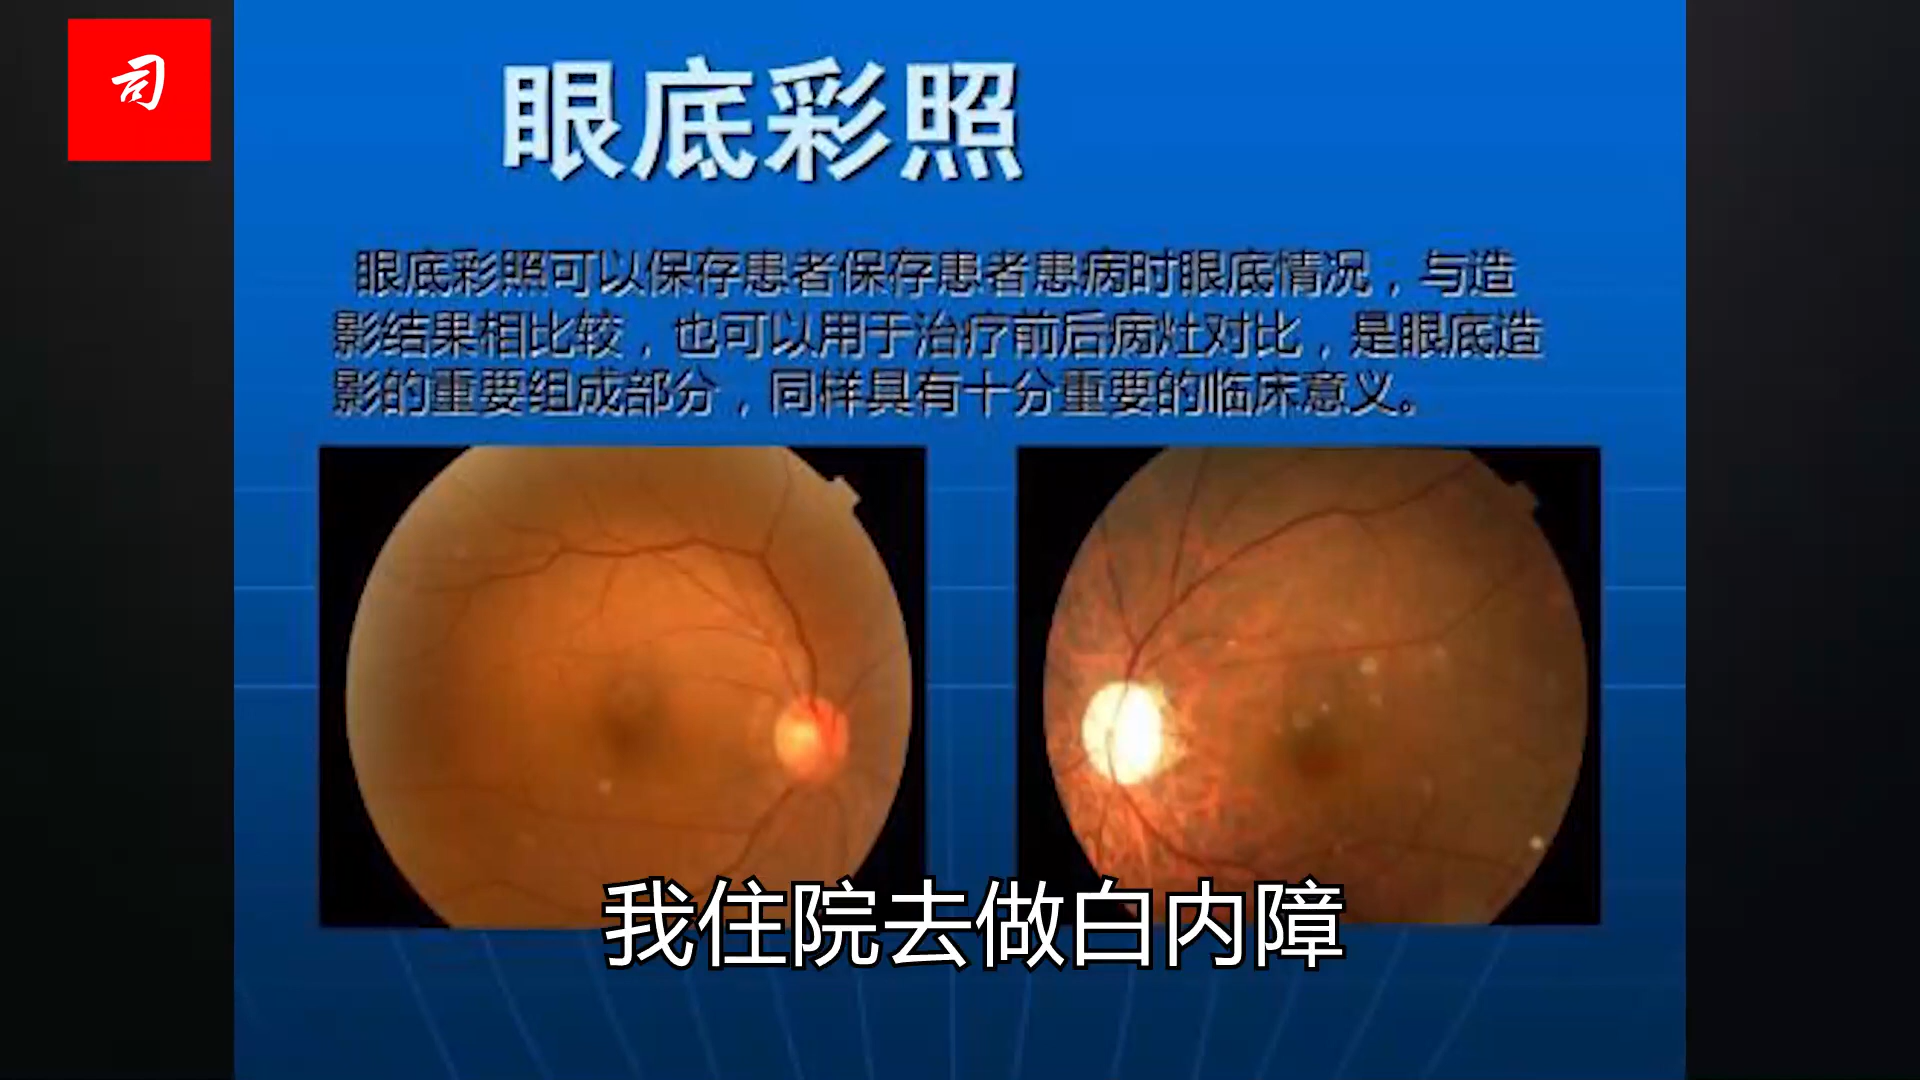 司
眼底彩照
眼底彩照可以保存患者保存患者患病时眼底情况，与造
影结果相比较，也可以用于治疗前后病灶对比，是眼底造
影的重要组成部分，同样具有十分重要的临床意义。
我住院去做白内障